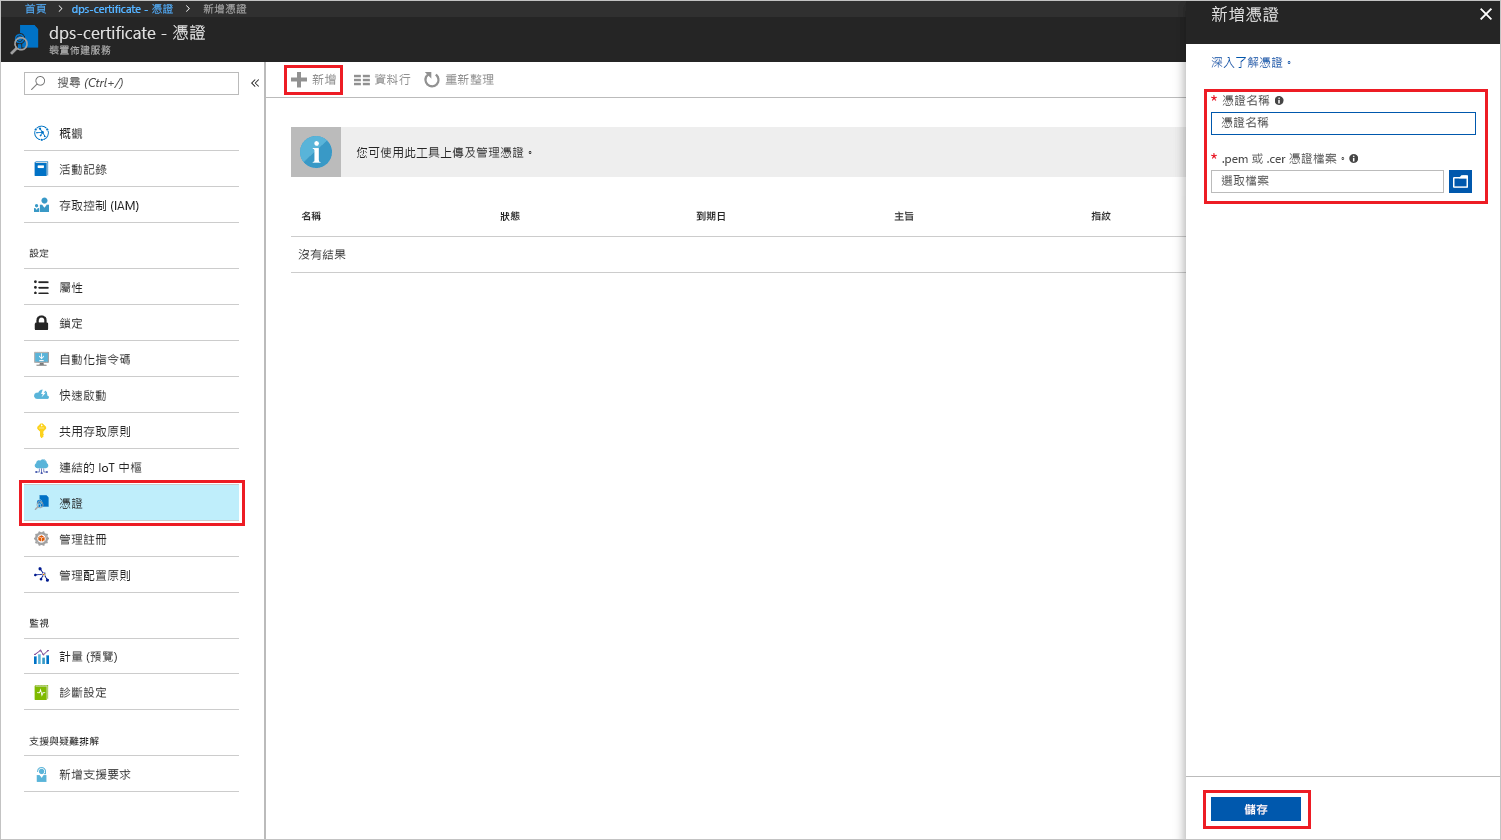 首頁 > dps-certificate - 憑證 > 新增憑證
dps-certificate - 憑證
裝置佈建服務
搜尋 (Ctrl+/)
概觀
活動記錄
存取控制 (IAM)
設定
屬性
鎖定
自動化指令碼
快速啟動
共用存取原則
連結的 IoT 中樞
憑證
管理註冊
管理配置原則
監視
計量 (預覽)
診斷設定
支援與疑難排解
新增支援要求
新增 資料行 重新整理
您可使用此工具上傳及管理憑證。
名稱 狀態 到期日 主旨 指紋
沒有結果
新增憑證
深入了解憑證。
* 憑證名稱
憑證名稱
* .pem 或 .cer 憑證檔案。
選取檔案
儲存